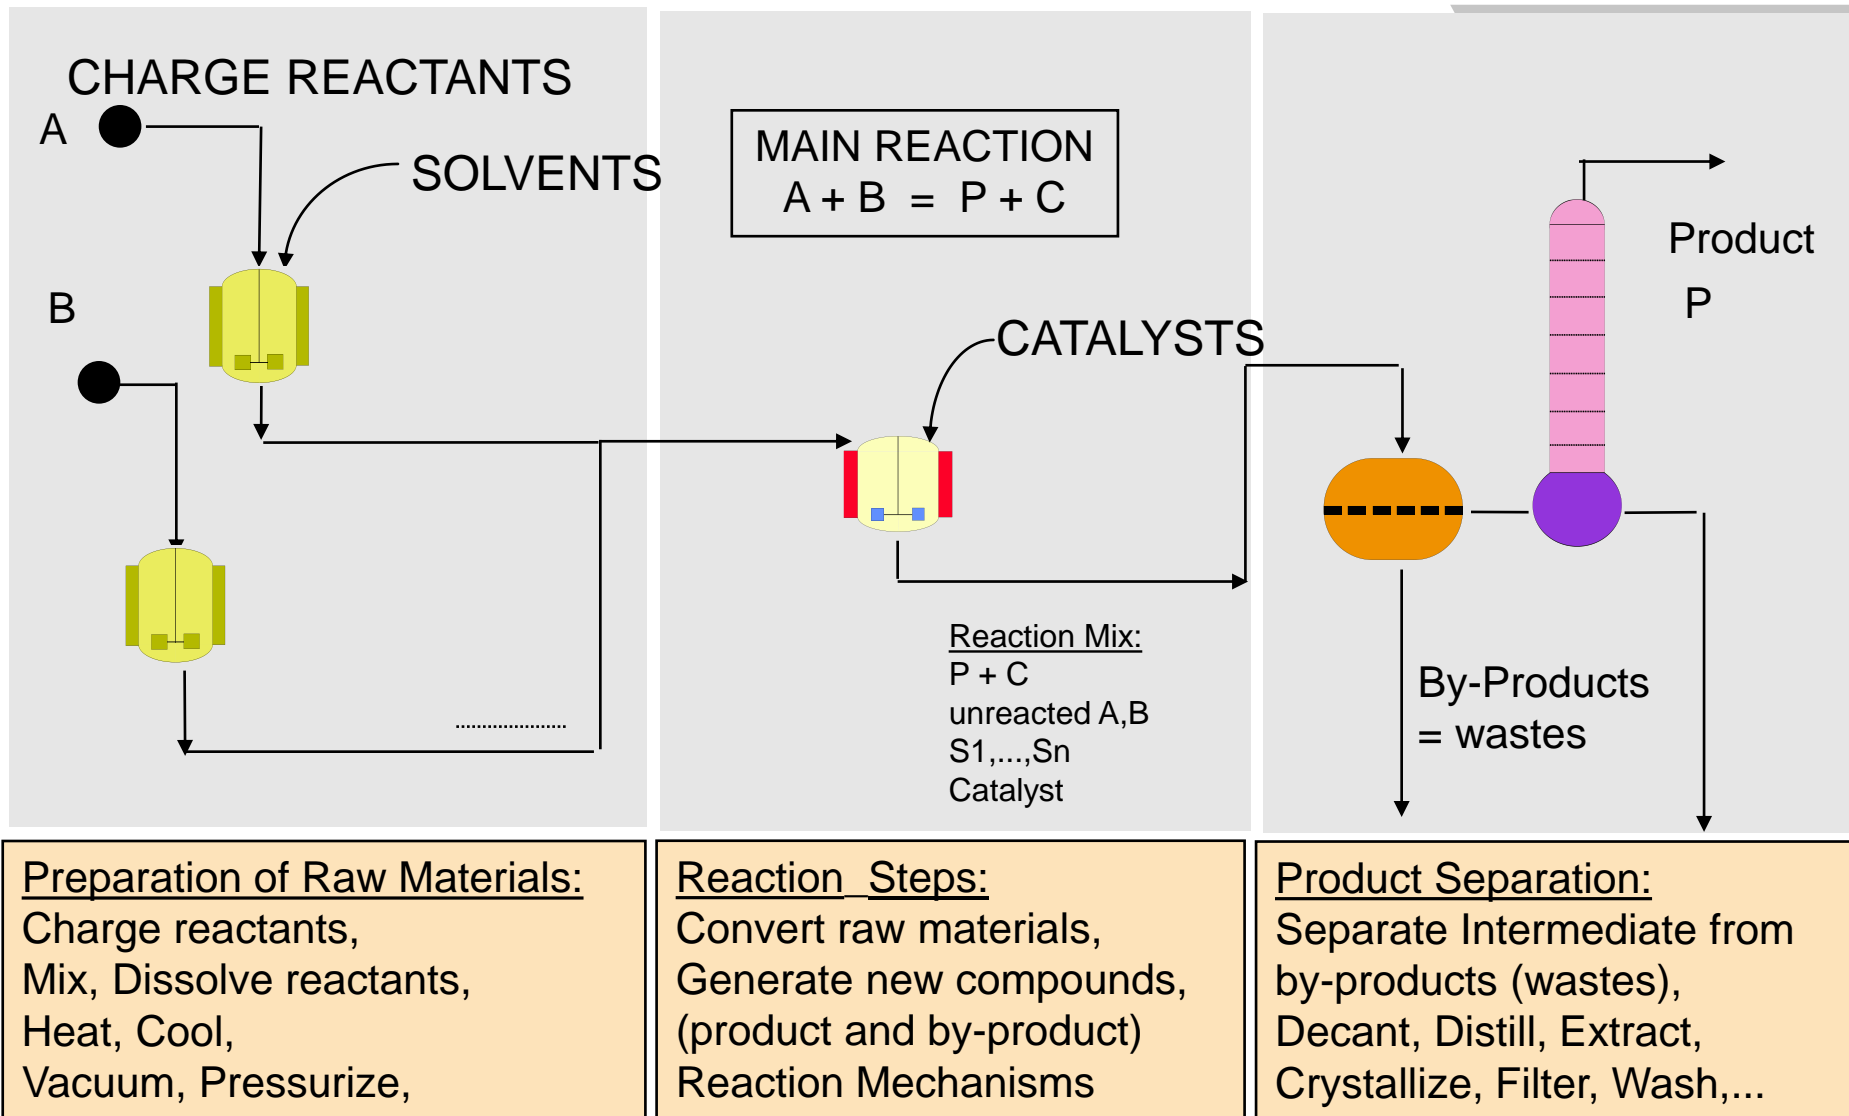 CHARGE REACTANTS
A
SOLVENTS
B
MAIN REACTION
A + B = P + C
CATALYSTS
Reaction Mix:
P + C
unreacted A,B
S1,...,Sn
Catalyst
Product
P
By-Products
= wastes
Preparation of Raw Materials:
Charge reactants,
Mix, Dissolve reactants,
Heat, Cool,
Vacuum, Pressurize,
Reaction Steps:
Convert raw materials,
Generate new compounds,
(product and by-product)
Reaction Mechanisms
Product Separation:
Separate Intermediate from
by-products (wastes),
Decant, Distill, Extract,
Crystallize, Filter, Wash,...